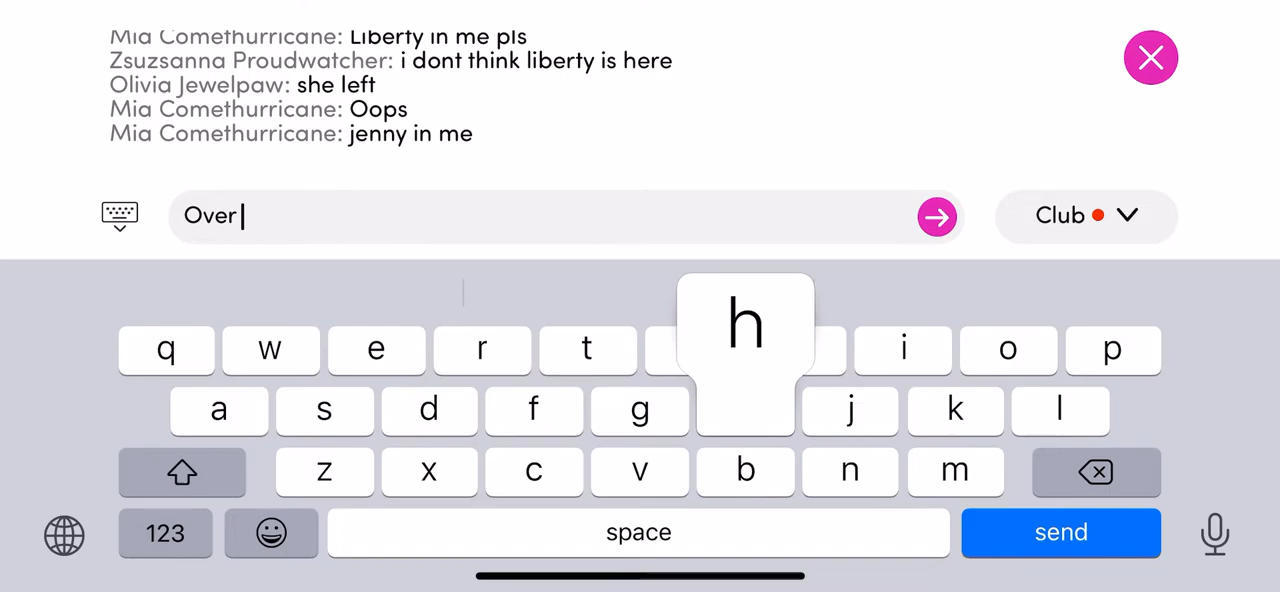 Mia Comethurricane: Liberty in me pls
Zsuzsanna Proudwatcher: i dont think liberty is here
Olivia Jewelpaw: she left
Mia Comethurricane: Oops
Mia Comethurricane: jenny in me
Over
Club
h
q w e r t i o p
a s d f g j k l
z x c v b n m
123 space send